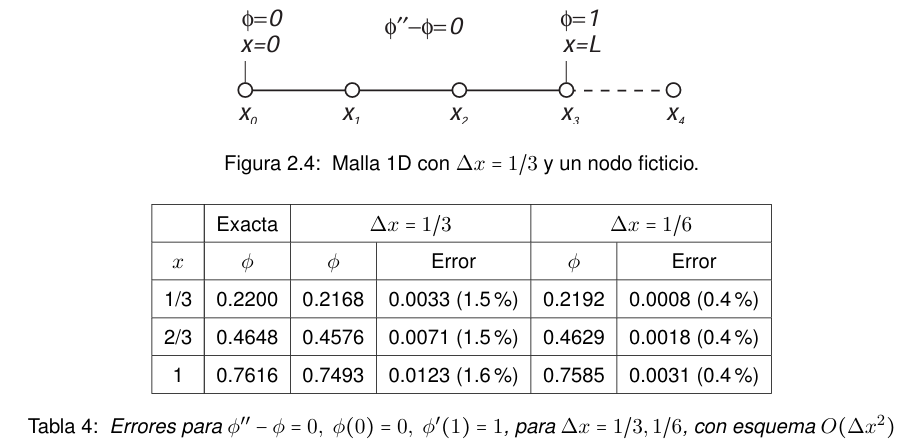 ϕ=0 ϕ′′−ϕ=0 ϕ=1
x=0 x=L
x₀ x₁ x₂ x₃ x₄
Figura 2.4: Malla 1D con Δx = 1/3 y un nodo ficticio.
Exacta Δx = 1/3 Δx = 1/6
x ϕ ϕ Error ϕ Error
1/3 0.2200 0.2168 0.0033 (1.5 %) 0.2192 0.0008 (0.4 %)
2/3 0.4648 0.4576 0.0071 (1.5 %) 0.4629 0.0018 (0.4 %)
1 0.7616 0.7493 0.0123 (1.6 %) 0.7585 0.0031 (0.4 %)
Tabla 4: Errores para ϕ′′ − ϕ = 0, ϕ(0) = 0, ϕ′(1) = 1, para Δx = 1/3, 1/6, con esquema O(Δx²)